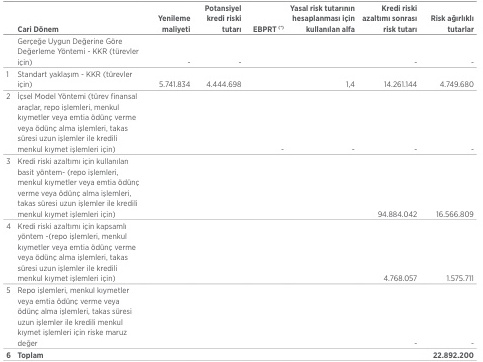 Cari Dönem Yenileme maliyeti Potansiyel kredi riski tutarı EBPRT (*) Yasal risk tutarının hesaplanması için kullanılan alfa Kredi riski azaltımı sonrası risk tutarı Risk ağırlıklı tutarlar
Gerçeğe Uygun Değerine Göre
Değerleme Yöntemi - KKR (türevler
için) - - - -
1 Standart yaklaşım - KKR (türevler
için) 5.741.834 4.444.698 1,4 14.261.144 4.749.680
2 İçsel Model Yöntemi (türev finansal
araçlar, repo işlemleri, menkul
kıymetler veya emtia ödünç verme
veya ödünç alma işlemleri, takas
süresi uzun işlemler ile kredili
menkul kıymet işlemleri için) - - - -
3 Kredi riski azaltımı için kullanılan
basit yöntem- (repo işlemleri,
menkul kıymetler veya emtia ödünç
verme veya ödünç alma işlemleri,
takas süresi uzun işlemler ile kredili
menkul kıymet işlemleri için) 94.884.042 16.566.809
4 Kredi riski azaltımı için kapsamlı
yöntem -(repo işlemleri, menkul
kıymetler veya emtia ödünç verme
veya ödünç alma işlemleri, takas
süresi uzun işlemler ile kredili
menkul kıymet işlemleri için) 4.768.057 1.575.711
5 Repo işlemleri, menkul kıymetler
veya emtia ödünç verme veya
ödünç alma işlemleri, takas süresi
uzun işlemler ile kredili menkul
kıymet işlemleri için riske maruz
değer - -
6 Toplam 22.892.200